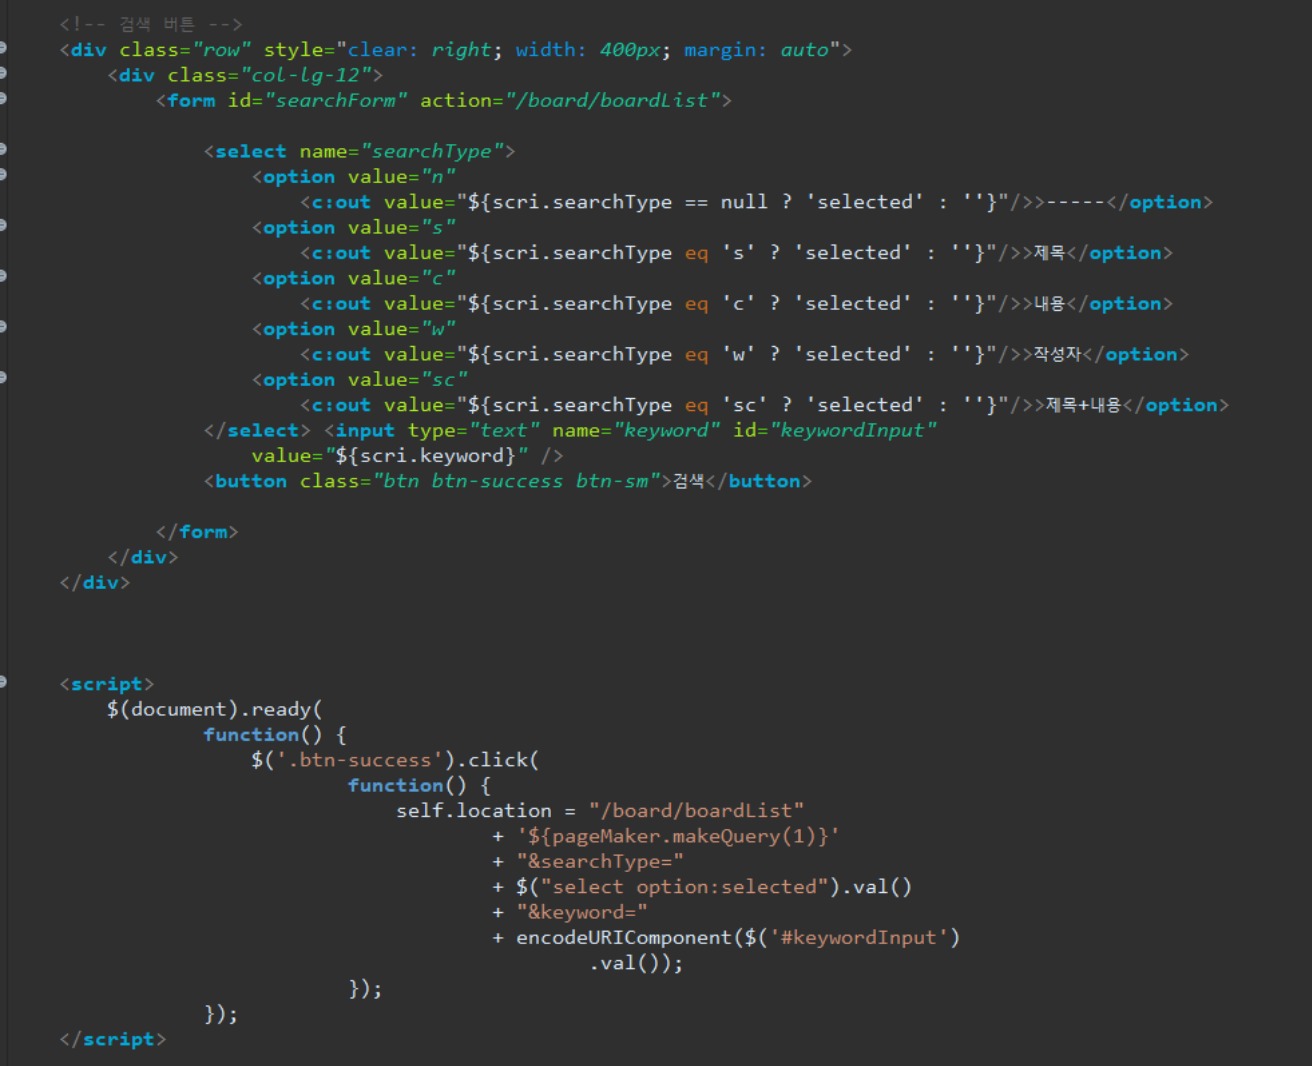 <!-- 검색 버튼 -->
<div class="row" style="clear: right; width: 400px; margin: auto">
<div class="col-lg-12">
<form id="searchForm" action="/board/boardList">
<select name="searchType">
<option value="n"
<c:out value="${scri.searchType == null ? 'selected' : ''}"/>>-----</option>
<option value="s"
<c:out value="${scri.searchType eq 's' ? 'selected' : ''}"/>>제목</option>
<option value="c"
<c:out value="${scri.searchType eq 'c' ? 'selected' : ''}"/>>내용</option>
<option value="w"
<c:out value="${scri.searchType eq 'w' ? 'selected' : ''}"/>>작성자</option>
<option value="sc"
<c:out value="${scri.searchType eq 'sc' ? 'selected' : ''}"/>>제목+내용</option>
</select> <input type="text" name="keyword" id="keywordInput"
value="${scri.keyword}" />
<button class="btn btn-success btn-sm">검색</button>
</form>
</div>
</div>
<script>
$(document).ready(
function() {
$('.btn-success').click(
function() {
self.location = "/board/boardList"
+ '${pageMaker.makeQuery(1)}'
+ "&searchType="
+ $("select option:selected").val()
+ "&keyword="
+ encodeURIComponent($('#keywordInput')
.val());
});
});
</script>